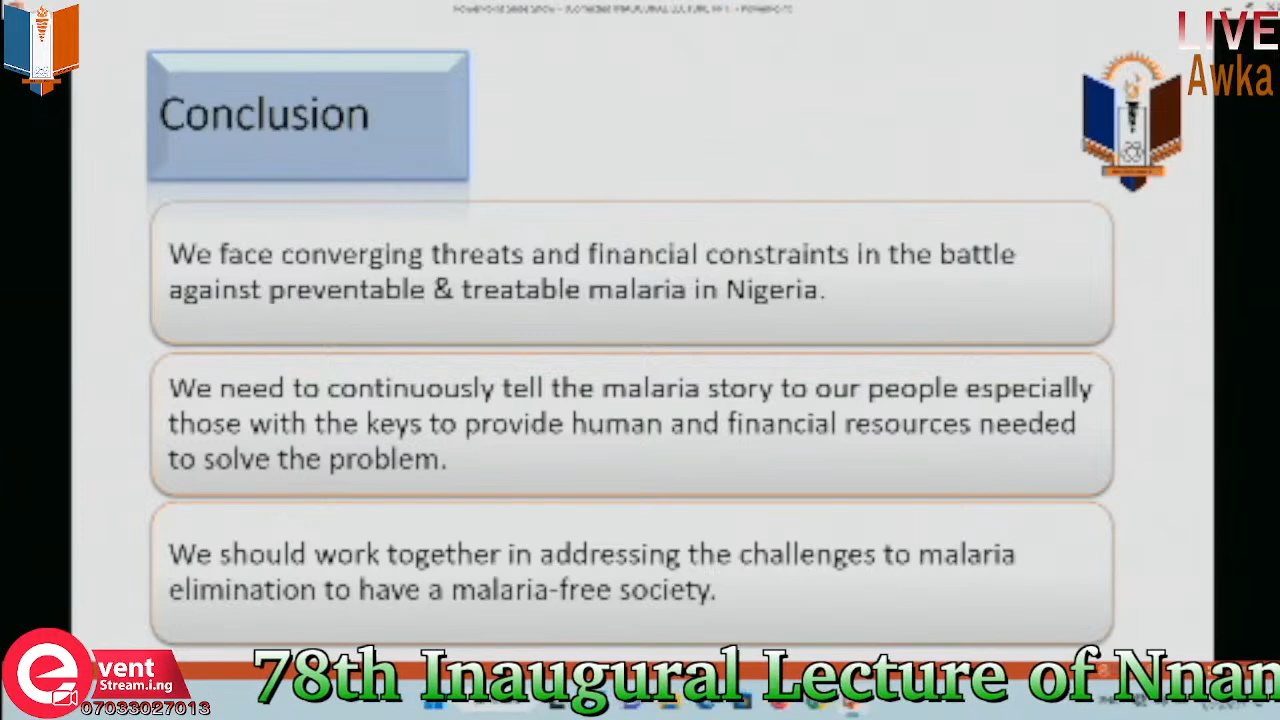 LIVE
Awka
Conclusion
We face converging threats and financial constraints in the battle
against preventable & treatable malaria in Nigeria.
We need to continuously tell the malaria story to our people especially
those with the keys to provide human and financial resources needed
to solve the problem.
We should work together in addressing the challenges to malaria
elimination to have a malaria-free society.
event
Stream.i.ng
07033027013
78th Inaugural Lecture of Nnam